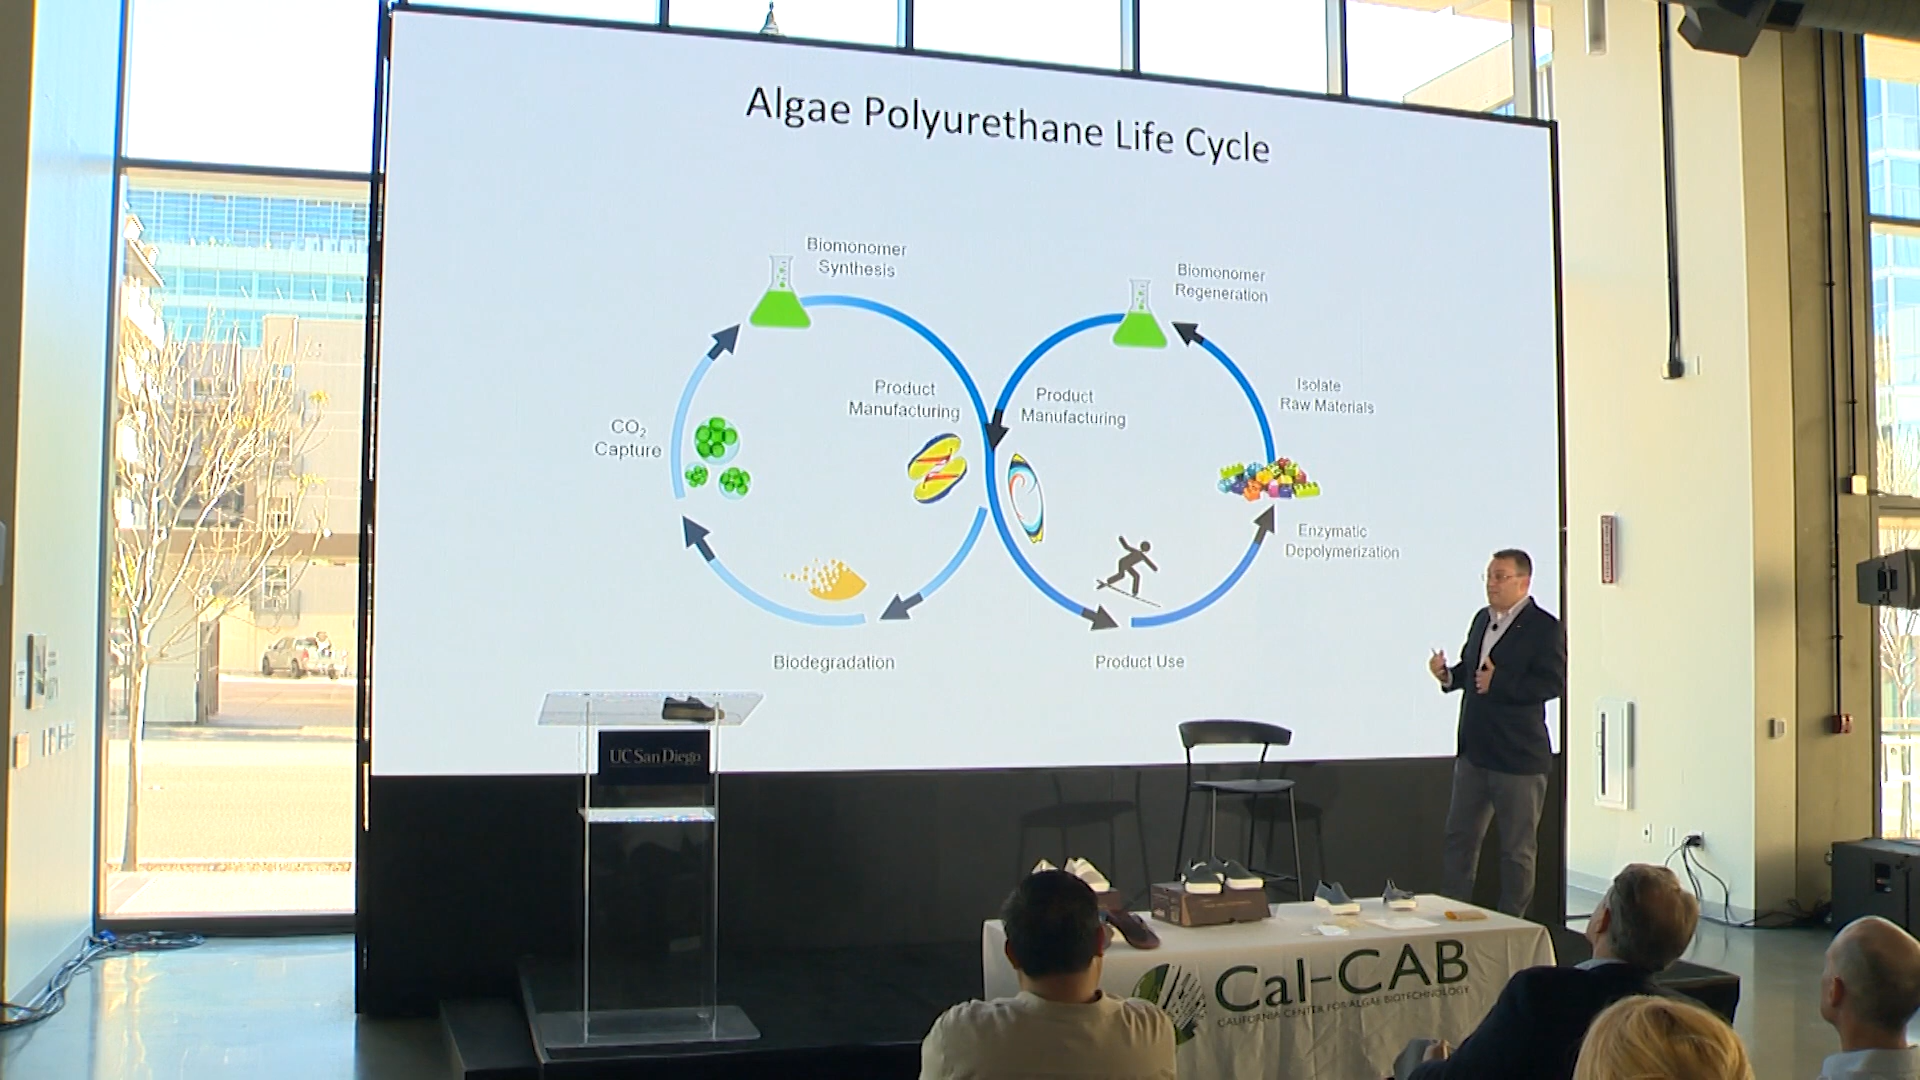 Algae Polyurethane Life Cycle
Biomonomer
Synthesis
Biomonomer
Regeneration
Product
Manufacturing
Product
Manufacturing
Isolate
Raw Materials
CO₂
Capture
Enzymatic
Depolymerization
Biodegradation
Product Use
UC San Diego
Cal-CAB
CALIFORNIA CENTER FOR ALGAE BIOTECHNOLOGY